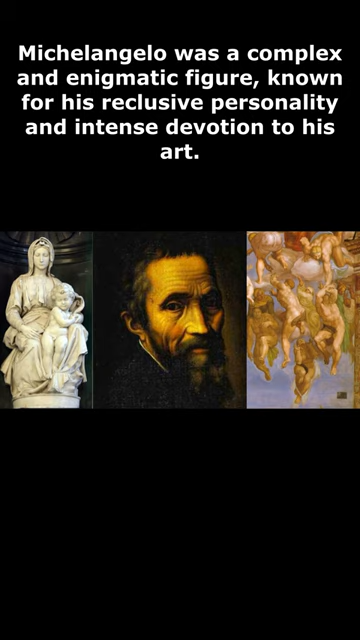 Michelangelo was a complex
and enigmatic figure, known
for his reclusive personality
and intense devotion to his
art.